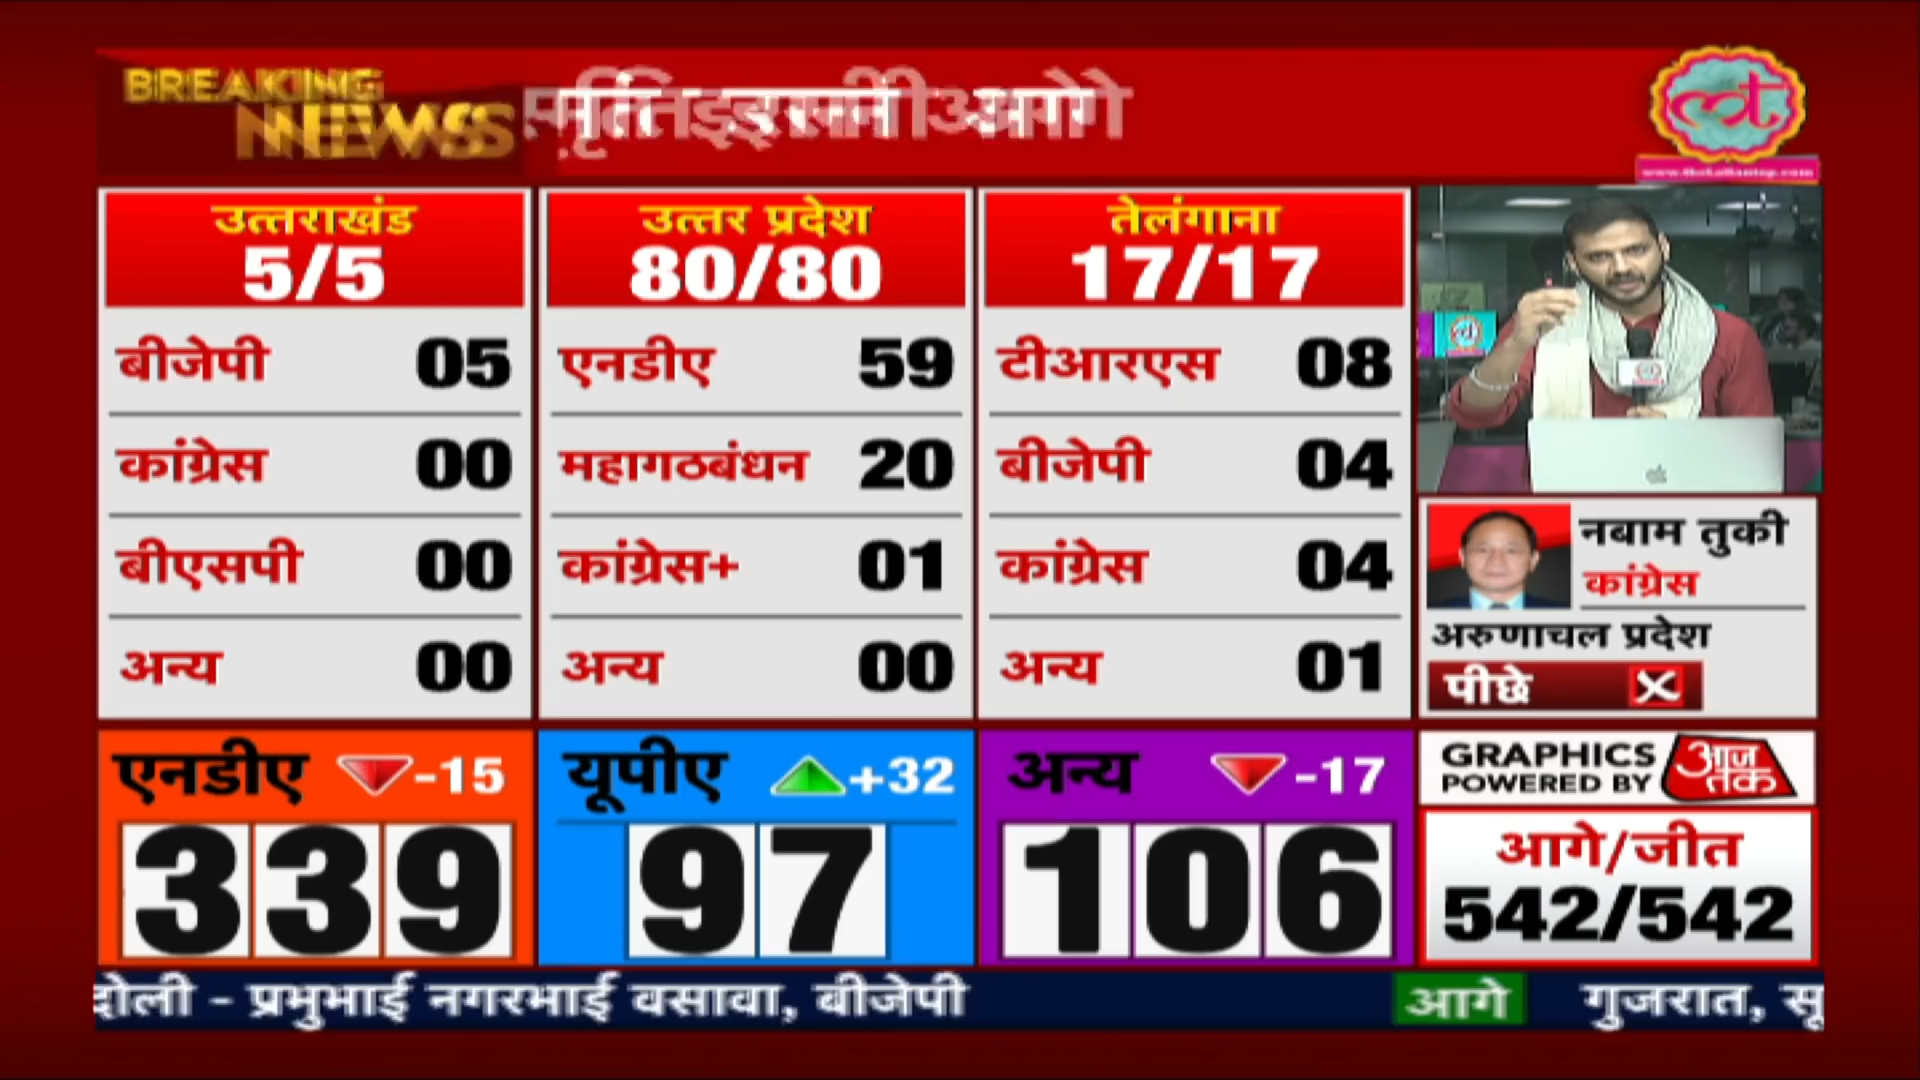 BREAKING
NEWS
www.thelallantop.com
उत्तराखंड
5/5
बीजेपी 05
कांग्रेस 00
बीएसपी 00
अन्य 00
उत्तर प्रदेश
80/80
एनडीए 59
महागठबंधन 20
कांग्रेस+ 01
अन्य 00
तेलंगाना
17/17
टीआरएस 08
बीजेपी 04
कांग्रेस 04
अन्य 01
नबाम तुकी
कांग्रेस
अरुणाचल प्रदेश
पीछे
एनडीए -15
339
यूपीए +32
97
अन्य -17
106
GRAPHICS
POWERED BY
आज तक
आगे/जीत
542/542
- प्रभुभाई नगरभाई वसावा, बीजेपी आगे गुजरात,